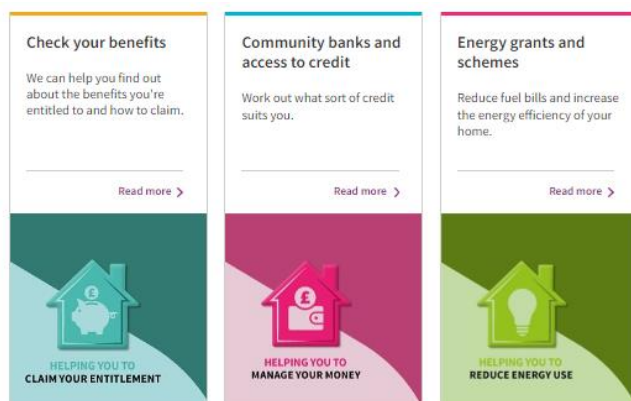 Check your benefits
We can help you find out
about the benefits you're
entitled to and how to claim.
Read more
£
HELPING YOU TO
CLAIM YOUR ENTITLEMENT
Community banks and
access to credit
Work out what sort of credit
suits you.
Read more
£
HELPING YOU TO
MANAGE YOUR MONEY
Energy grants and
schemes
Reduce fuel bills and increase
the energy efficiency of your
home.
Read more
HELPING YOU TO
REDUCE ENERGY USE